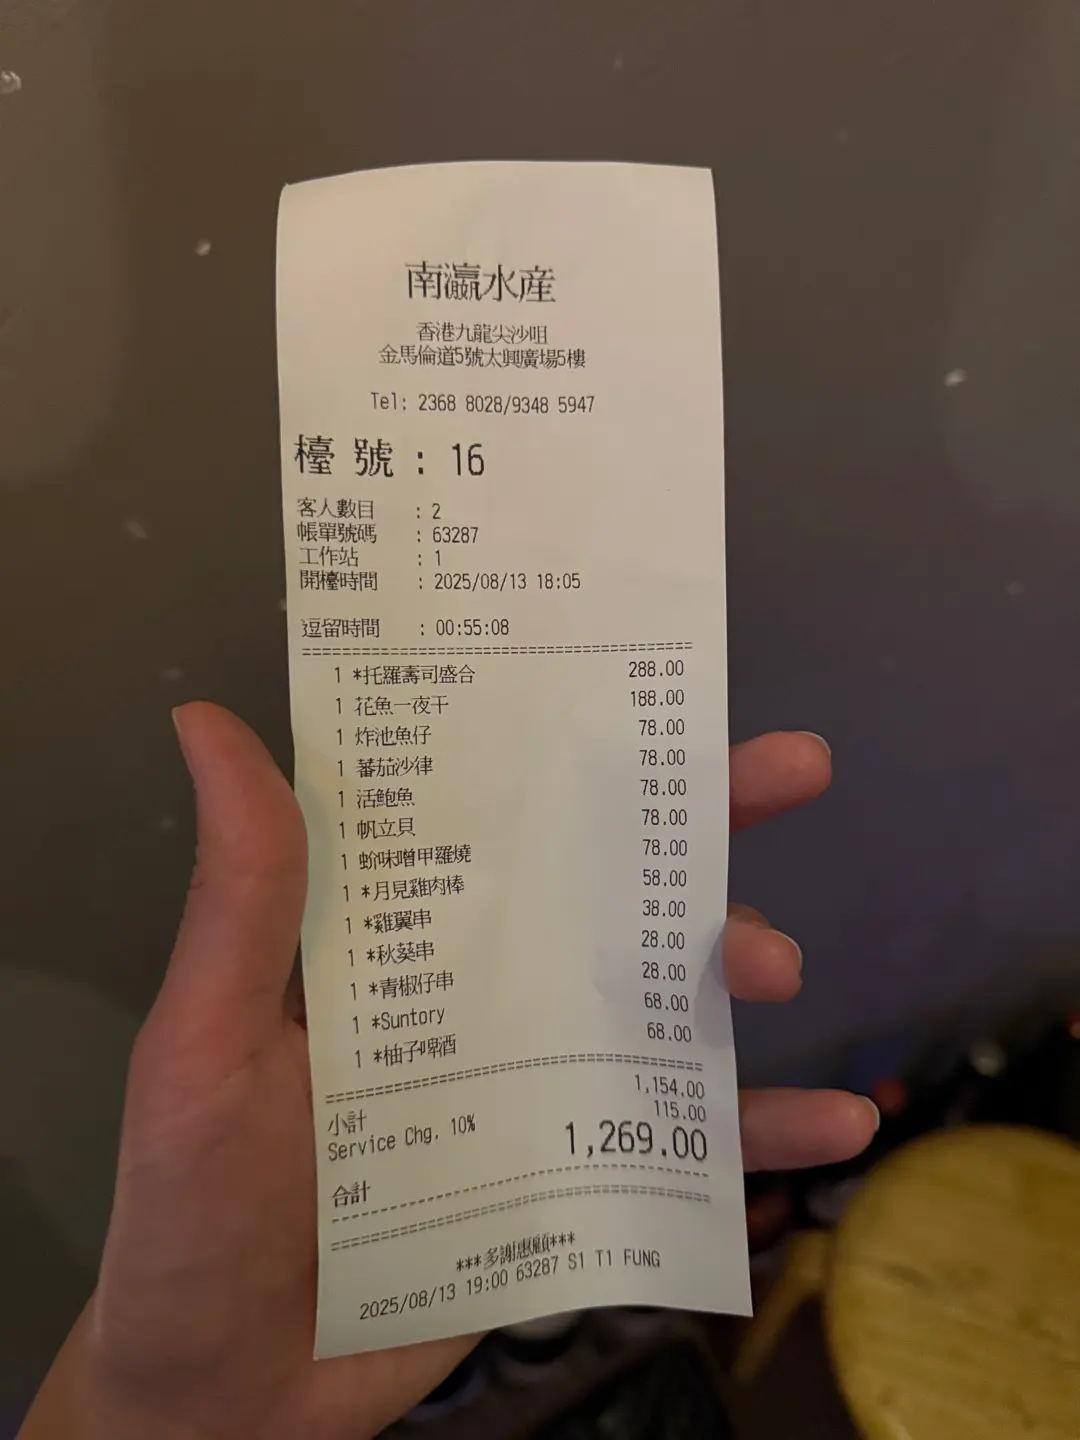 南瀛水産
香港九龍尖沙咀
金馬倫道5號太興廣場5樓
Tel: 2368 8028/9348 5947
檯 號 : 16
客人數目 : 2
帳單號碼 : 63287
工作站 : 1
開檯時間 : 2025/08/13 18:05
逗留時間 : 00:55:08
1 *托羅壽司盛合 288.00
1 花魚一夜干 188.00
1 炸池魚仔 78.00
1 蕃茄沙律 78.00
1 活鮑魚 78.00
1 帆立貝 78.00
1 蚧味噌甲羅燒 78.00
1 *月見雞肉棒 58.00
1 *雞翼串 38.00
1 *秋葵串 28.00
1 *青椒仔串 28.00
1 *Suntory 68.00
1 *柚子啤酒 68.00
小計 1,154.00
Service Chg. 10% 115.00
合計 1,269.00
***多謝惠顧***
2025/08/13 19:00 63287 S1 T1 FUNG